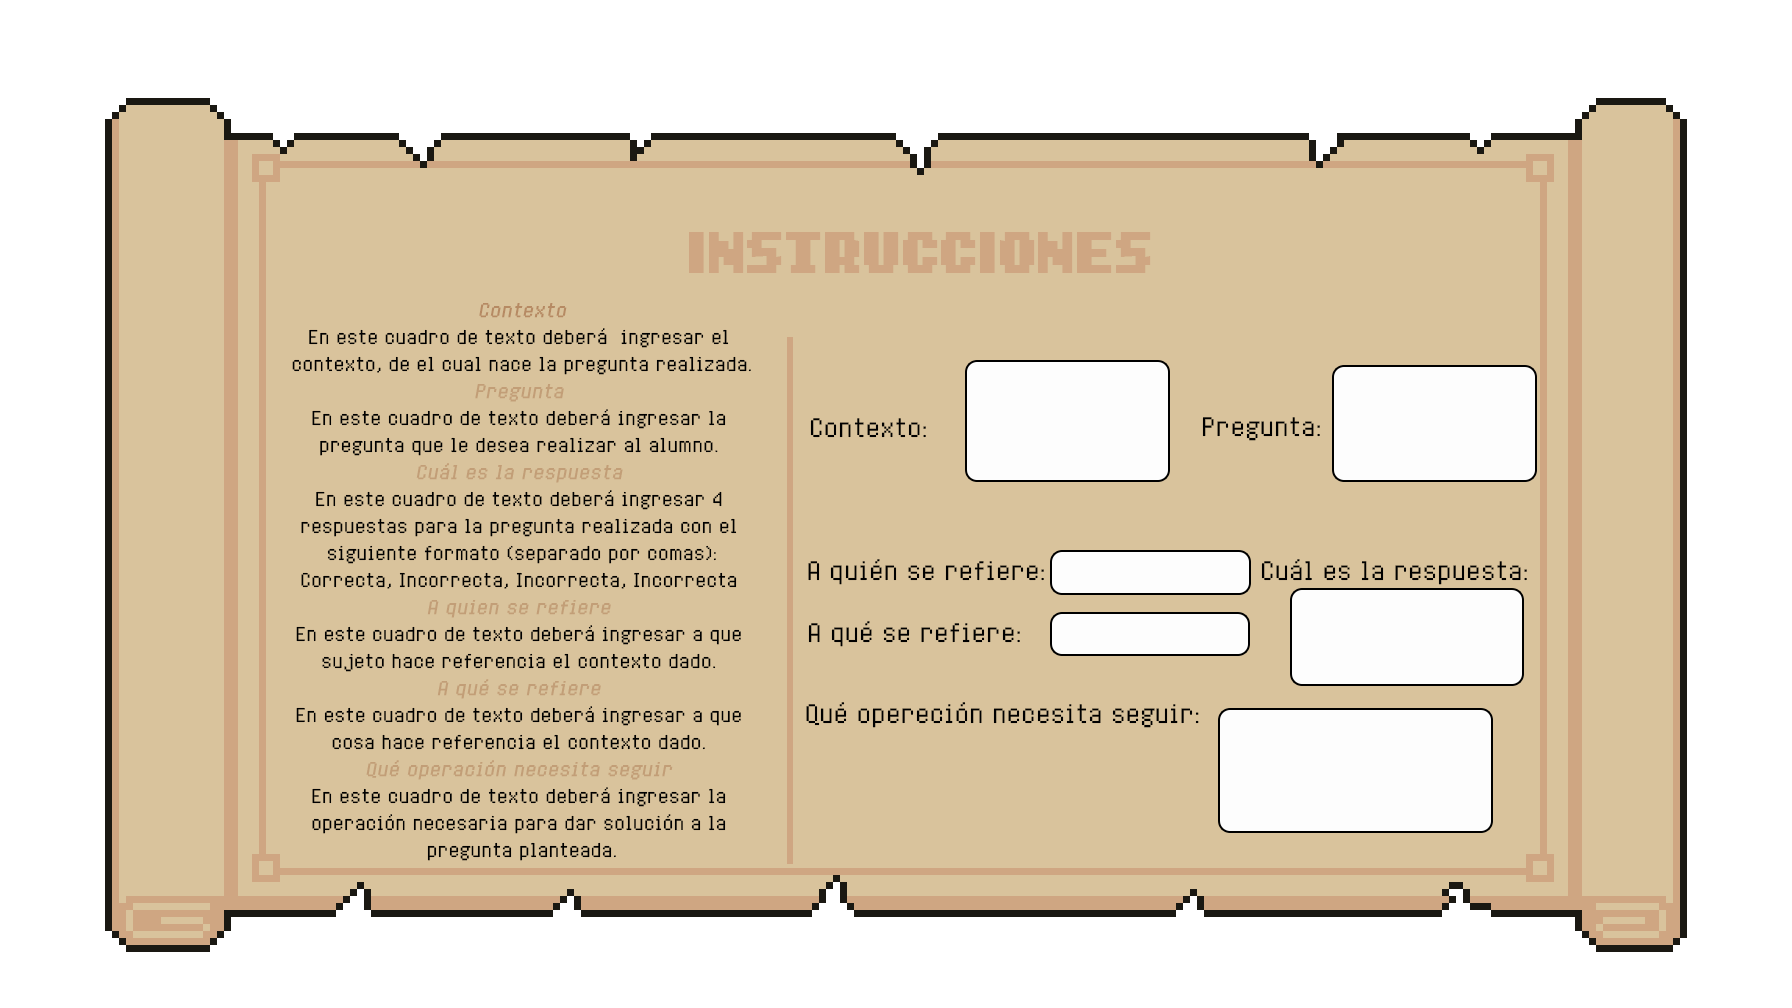 INSTRUCCIONES
Contexto
En este cuadro de texto deberá  ingresar el
contexto, de el cual nace la pregunta realizada.
Pregunta
En este cuadro de texto deberá ingresar la
pregunta que le desea realizar al alumno.
Cuál es la respuesta
En este cuadro de texto deberá ingresar 4
respuestas para la pregunta realizada con el
siguiente formato (separado por comas):
Correcta, Incorrecta, Incorrecta, Incorrecta
A quien se refiere
En este cuadro de texto deberá ingresar a que
sujeto hace referencia el contexto dado.
A qué se refiere
En este cuadro de texto deberá ingresar a que
cosa hace referencia el contexto dado.
Qué operación necesita seguir
En este cuadro de texto deberá ingresar la
operación necesaria para dar solución a la
pregunta planteada.
Contexto:
Pregunta:
A quién se refiere:
Cuál es la respuesta:
A qué se refiere:
Qué opereción necesita seguir: